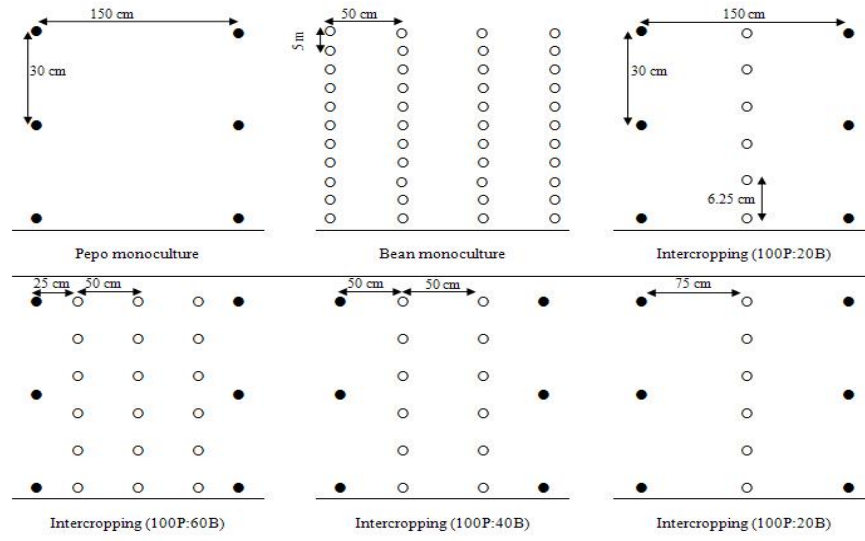 150 cm
30 cm
Pepo monoculture
50 cm
5 m
Bean monoculture
150 cm
30 cm
6.25 cm
Intercropping (100P:20B)
25 cm
50 cm
Intercropping (100P:60B)
50 cm
50 cm
Intercropping (100P:40B)
75 cm
Intercropping (100P:20B)